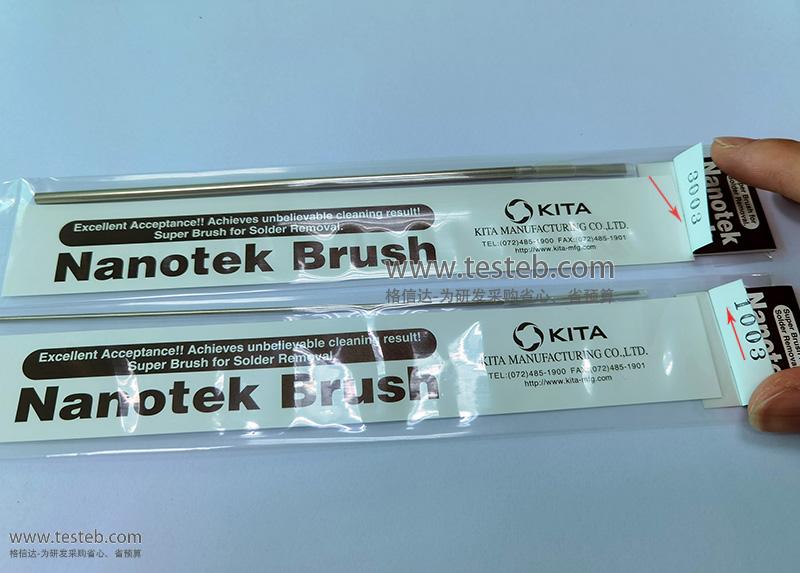 Excellent Acceptance!! Achieves unbelievable cleaning result!
Super Brush for Solder Removal.
Nanotek Brush
KITA
KITA MANUFACTURING CO.,LTD.
TEL:(072)485-1900 FAX:(072)485-1901
http://www.kita-mfg.com
3003
Nanotek
Super Brush for
Solder Removal
www.testeb.com
格信达-为研发采购省心、省预算
Excellent Acceptance!! Achieves unbelievable cleaning result!
Super Brush for Solder Removal.
Nanotek Brush
KITA
KITA MANUFACTURING CO.,LTD.
TEL:(072)485-1900 FAX:(072)485-1901
http://www.kita-mfg.com
1003
Nanotek
Super Brush
Solder Removal
www.testeb.com
格信达-为研发采购省心、省预算